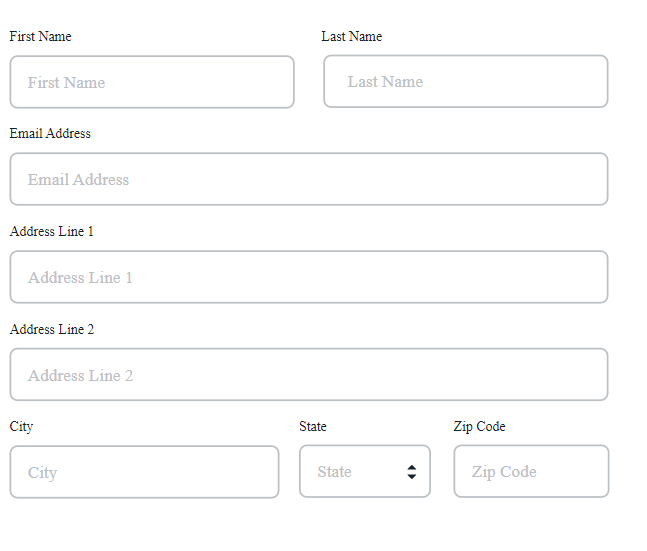 First Name Last Name
First Name Last Name
Email Address
Email Address
Address Line 1
Address Line 1
Address Line 2
Address Line 2
City State Zip Code
City State Zip Code